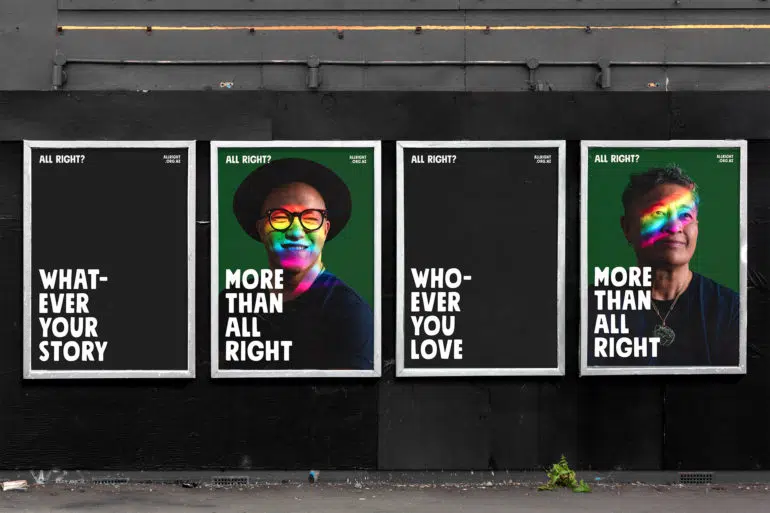 ALL RIGHT?
ALLRIGHT
.ORG.NZ
WHAT-
EVER
YOUR
STORY
ALL RIGHT?
ALLRIGHT
.ORG.NZ
MORE
THAN
ALL
RIGHT
ALL RIGHT?
ALLRIGHT
.ORG.NZ
WHO-
EVER
YOU
LOVE
ALL RIGHT?
ALLRIGHT
.ORG.NZ
MORE
THAN
ALL
RIGHT